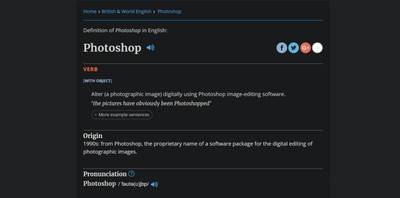 Home » British & World English » Photoshop
Definition of Photoshop in English:
Photoshop
VERB
[WITH OBJECT]
Alter (a photographic image) digitally using Photoshop image-editing software.
"the pictures have obviously been Photoshopped"
+ More example sentences
Origin
1990s: from Photoshop, the proprietary name of a software package for the digital editing of
photographic images.
Pronunciation ?
Photoshop